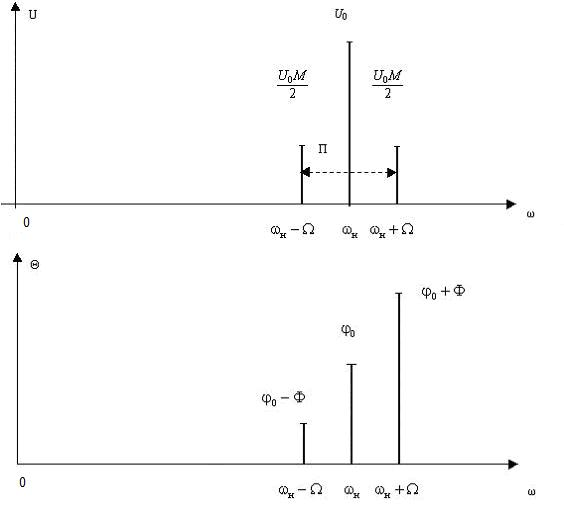 U
U₀
U₀M
2
U₀M
2
П
0
ω
ωн − Ω
ωн
ωн + Ω
Θ
φ₀ + Φ
φ₀
φ₀ − Φ
0
ωн − Ω
ωн
ωн + Ω
ω